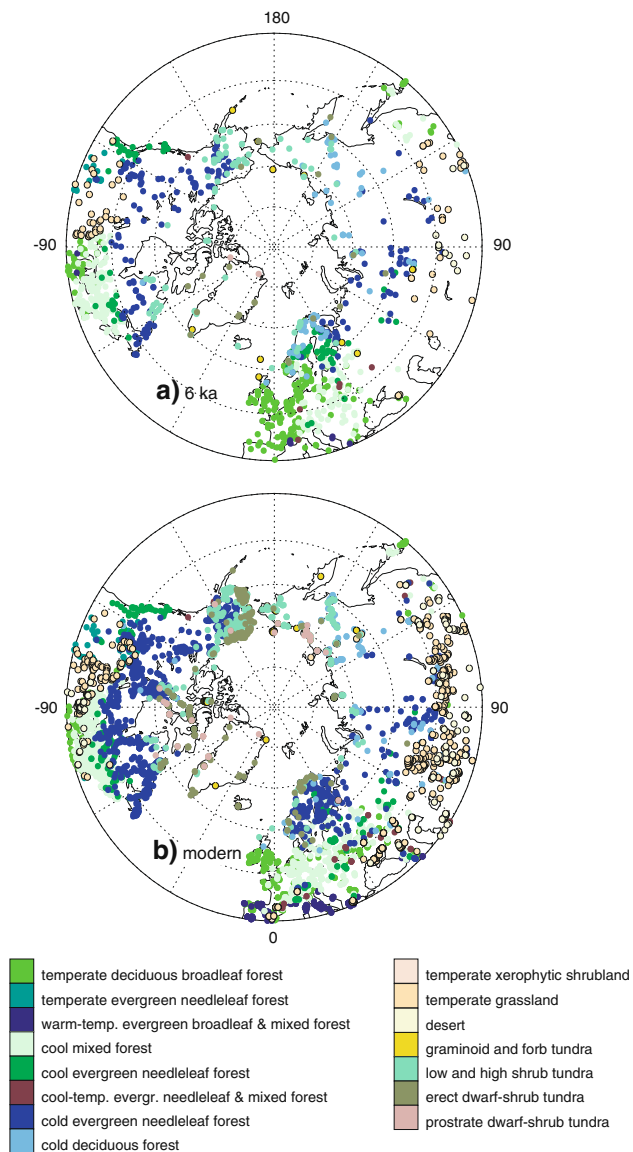 180
-90
90
a) 6 ka
-90
90
b) modern
0
temperate deciduous broadleaf forest
temperate evergreen needleleaf forest
warm-temp. evergreen broadleaf & mixed forest
cool mixed forest
cool evergreen needleleaf forest
cool-temp. evergr. needleleaf & mixed forest
cold evergreen needleleaf forest
cold deciduous forest
temperate xerophytic shrubland
temperate grassland
desert
graminoid and forb tundra
low and high shrub tundra
erect dwarf-shrub tundra
prostrate dwarf-shrub tundra